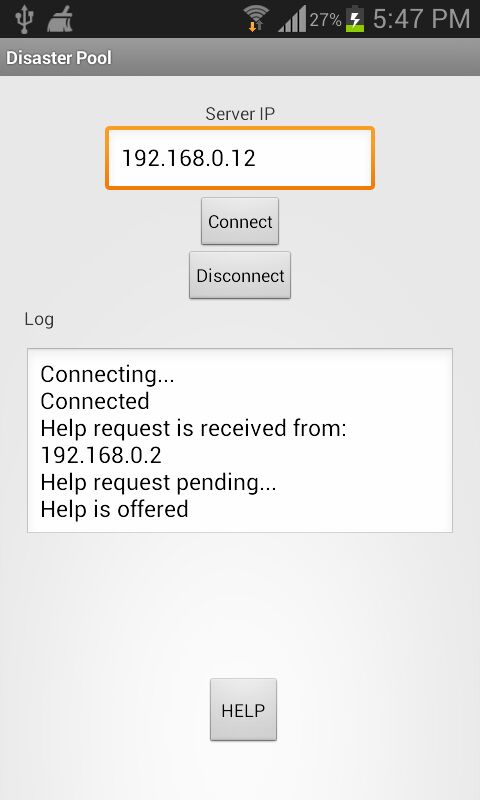 27% 5:47 PM
Disaster Pool
Server IP
192.168.0.12
Connect
Disconnect
Log
Connecting...
Connected
Help request is received from:
192.168.0.2
Help request pending...
Help is offered
HELP